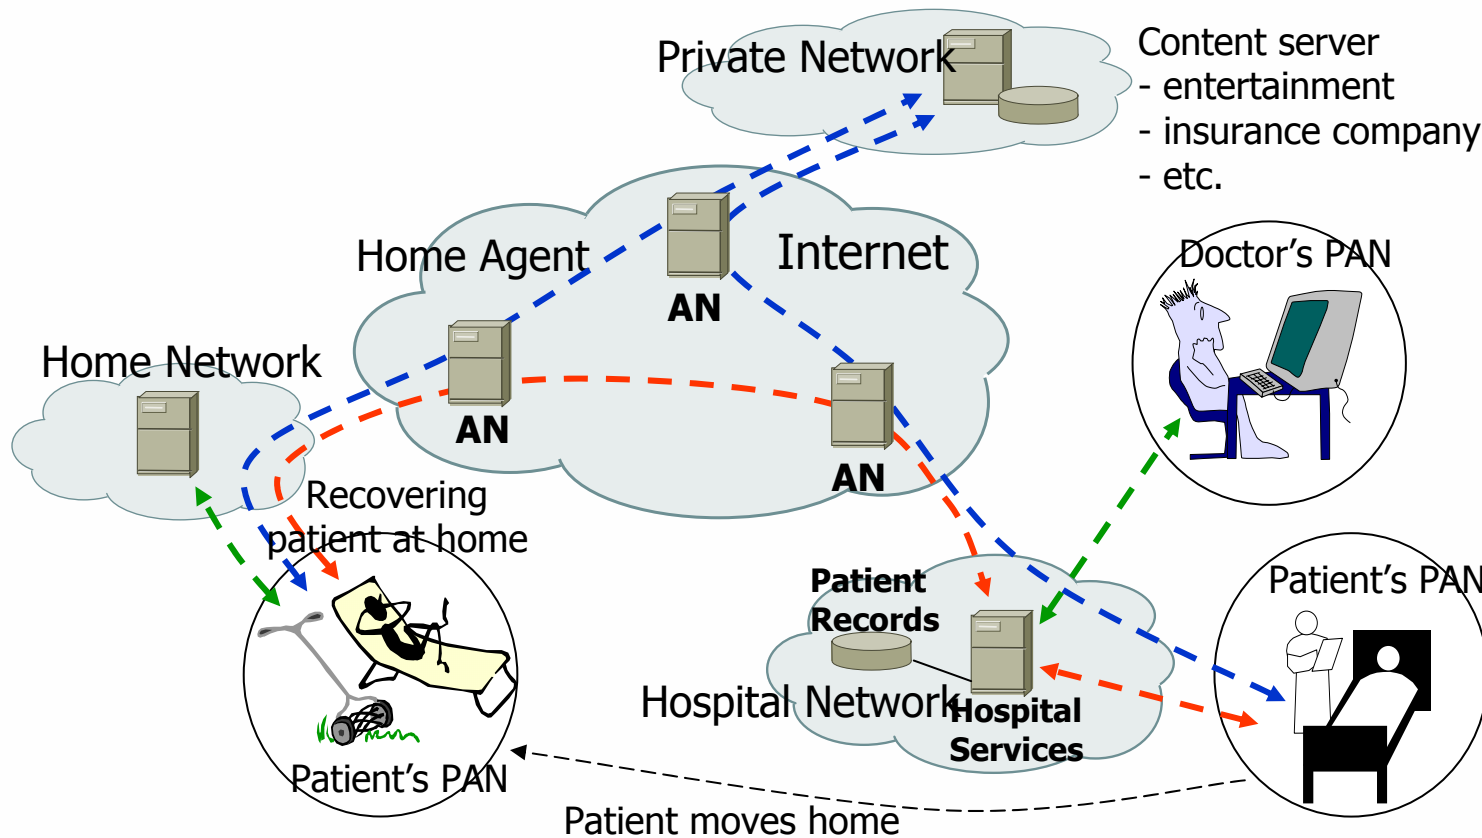 Private Network
Content server
- entertainment
- insurance company
- etc.
Home Agent
Internet
Doctor’s PAN
AN
Home Network
AN
AN
Recovering
patient at home
Patient
Records
Patient’s PAN
Hospital Network
Hospital
Services
Patient’s PAN
Patient moves home